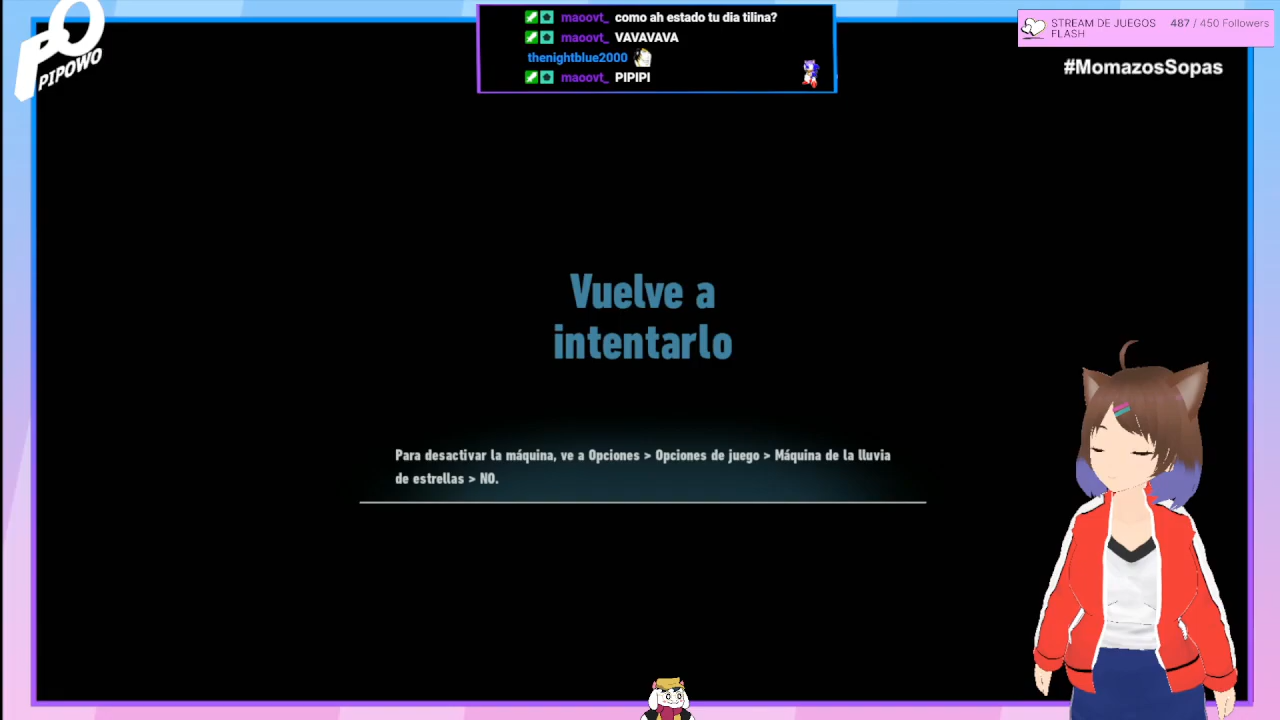 PO
PIPOWO
maoovt_ como ah estado tu dia tilina?
maoovt_ VAVAVAVA
thenightblue2000
maoovt_ PIPIPI
STREAM DE JUEGOS FLASH
487 / 450 Followers
#MomazosSopas
Vuelve a
intentarlo
Para desactivar la máquina, ve a Opciones > Opciones de juego > Máquina de la lluvia
de estrellas > NO.